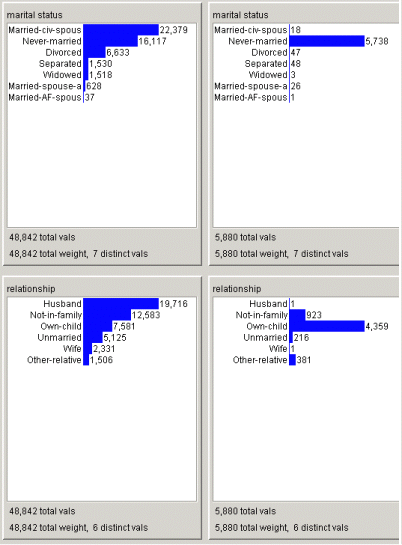 marital status
Married-civ-spous 22,379
Never-married 16,117
Divorced 6,633
Separated 1,530
Widowed 1,518
Married-spouse-a 628
Married-AF-spous 37
48,842 total vals
48,842 total weight, 7 distinct vals
marital status
Married-civ-spous 18
Never-married 5,738
Divorced 47
Separated 48
Widowed 3
Married-spouse-a 26
Married-AF-spous 1
5,880 total vals
5,880 total weight, 7 distinct vals
relationship
Husband 19,716
Not-in-family 12,583
Own-child 7,581
Unmarried 5,125
Wife 2,331
Other-relative 1,506
48,842 total vals
48,842 total weight, 6 distinct vals
relationship
Husband 1
Not-in-family 923
Own-child 4,359
Unmarried 216
Wife 1
Other-relative 381
5,880 total vals
5,880 total weight, 6 distinct vals